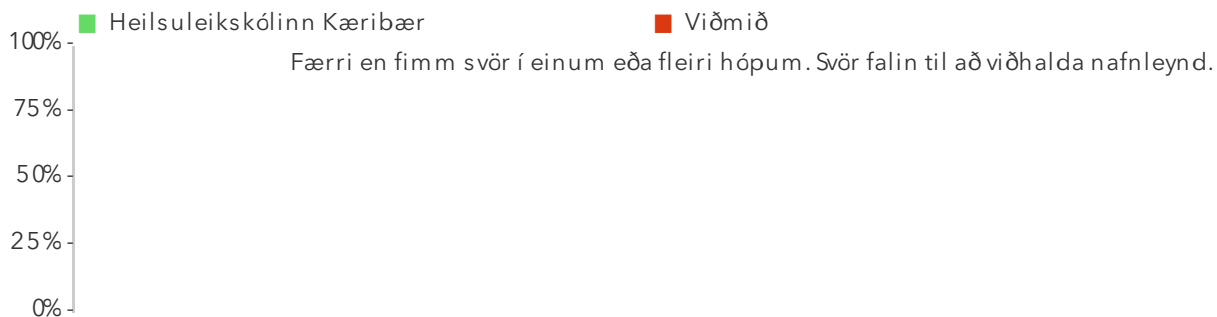 Heilsuleikskólinn Kæribær
Viðmið
100%
Færri en fimm svör í einum eða fleiri hópum. Svör falin til að viðhalda nafnleynd.
75%
50%
25%
0%